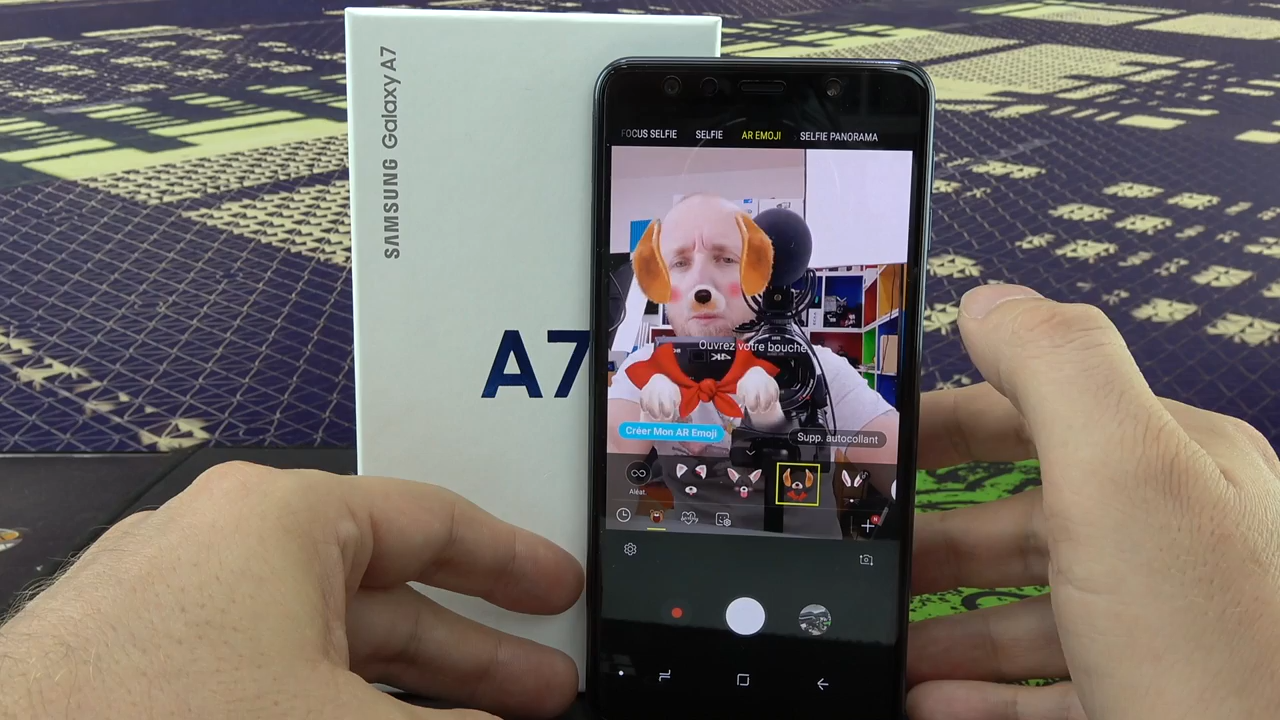 SAMSUNG Galaxy A7
A7
FOCUS SELFIE
SELFIE
AR EMOJI
SELFIE PANORAMA
Ouvrez votre bouche
4K
Créer Mon AR Emoji
Supp. autocollant
Aléat.
N